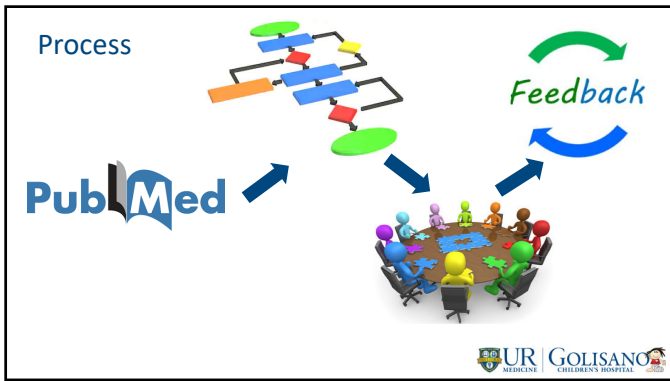 Process
Feedback
PubMed
UR GOLISANO
MEDICINE CHILDREN'S HOSPITAL